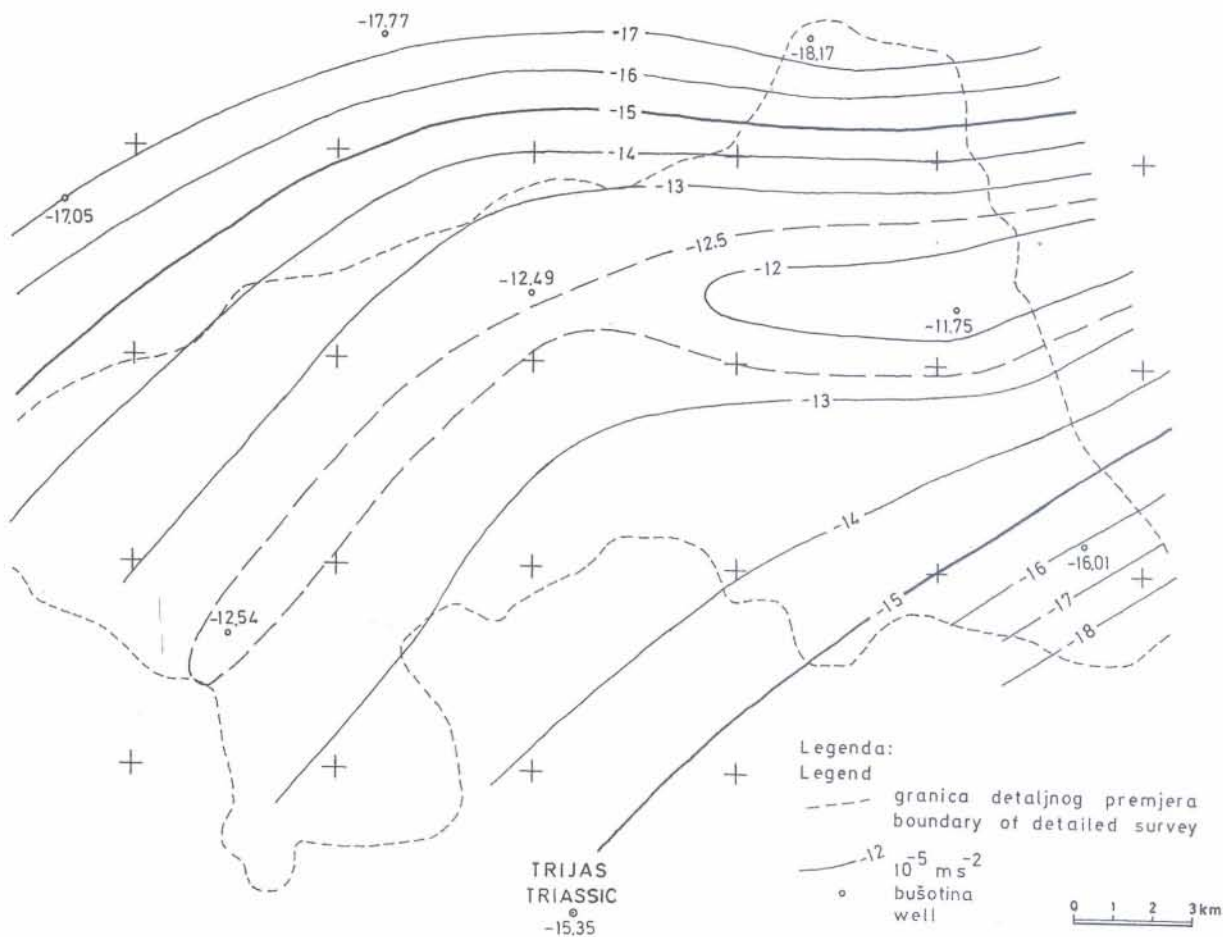 -17,77
-17
-18,17
-16
-15
-14
-13
-17,05
-12,5
-12
-12,49
-11,75
-13
-14
-16
-16,01
-15
-17
-12,54
-18
Legenda:
Legend
granica detaljnog premjera
boundary of detailed survey
-12 10⁻⁵ ms⁻²
bušotina
well
TRIJAS
TRIASSIC
-15,35
0 1 2 3km